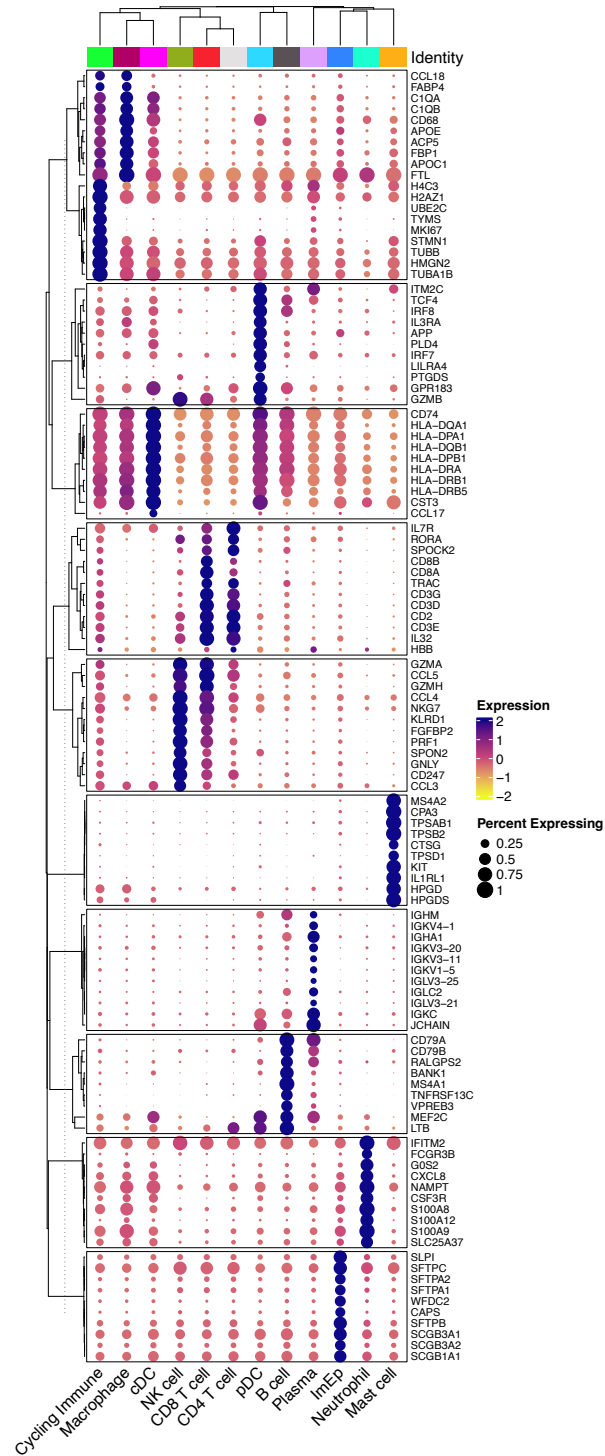 Identity
CCL18
FABP4
C1QA
C1QB
CD68
APOE
ACP5
FBP1
APOC1
FTL
H4C3
H2AZ1
UBE2C
TYMS
MKI67
STMN1
TUBB
HMGN2
TUBA1B
ITM2C
TCF4
IRF8
IL3RA
APP
PLD4
IRF7
LILRA4
PTGDS
GPR183
GZMB
CD74
HLA-DQA1
HLA-DPA1
HLA-DQB1
HLA-DPB1
HLA-DRA
HLA-DRB1
HLA-DRB5
CST3
CCL17
IL7R
RORA
SPOCK2
CD8B
CD8A
TRAC
CD3G
CD3D
CD2
CD3E
IL32
HBB
GZMA
CCL5
GZMH
CCL4
NKG7
KLRD1
FGFBP2
PRF1
SPON2
GNLY
CD247
CCL3
Expression
2
1
0
−1
−2
Percent Expressing
0.25
0.5
0.75
1
MS4A2
CPA3
TPSAB1
TPSB2
CTSG
TPSD1
KIT
IL1RL1
HPGD
HPGDS
IGHM
IGKV4-1
IGHA1
IGKV3-20
IGKV3-11
IGKV1-5
IGLV3-25
IGLC2
IGLV3-21
IGKC
JCHAIN
CD79A
CD79B
RALGPS2
BANK1
MS4A1
TNFRSF13C
VPREB3
MEF2C
LTB
IFITM2
FCGR3B
G0S2
CXCL8
NAMPT
CSF3R
S100A8
S100A12
S100A9
SLC25A37
SLPI
SFTPC
SFTPA2
SFTPA1
WFDC2
CAPS
SFTPB
SCGB3A1
SCGB3A2
SCGB1A1
Cycling Immune
Macrophage
cDC
NK cell
CD8 T cell
CD4 T cell
pDC
B cell
Plasma
ImEp
Neutrophil
Mast cell